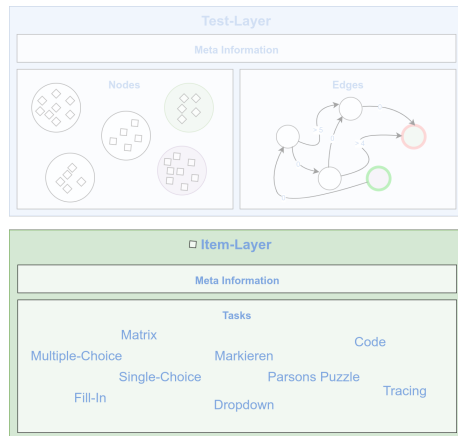 Test-Layer
Meta Information
Nodes
Edges
Item-Layer
Meta Information
Tasks
Matrix
Code
Multiple-Choice
Markieren
Single-Choice
Parsons Puzzle
Tracing
Fill-In
Dropdown